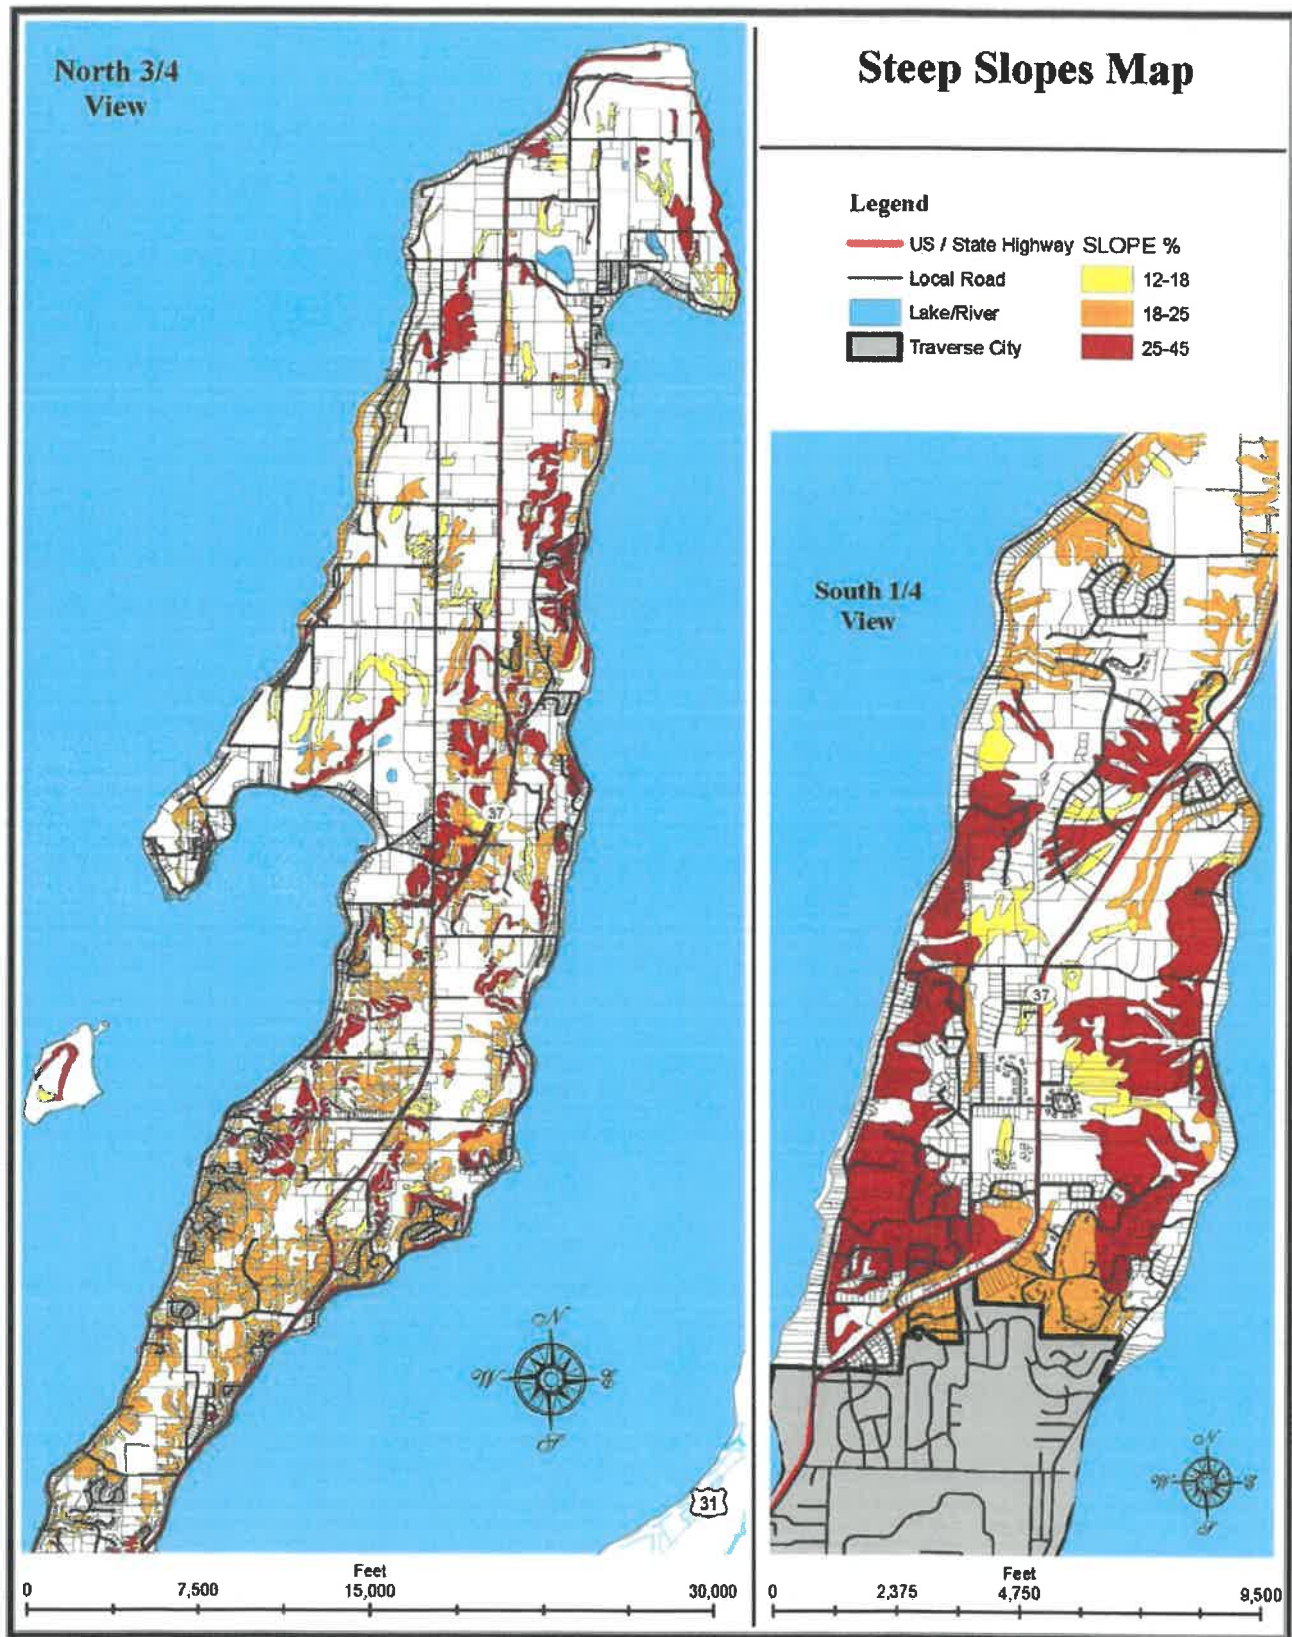 North 3/4
View
Steep Slopes Map
Legend
US / State Highway
Local Road
Lake/River
Traverse City
SLOPE %
12-18
18-25
25-45
South 1/4
View
37
37
31
N
W
E
S
N
W
E
S
Feet
0 7,500 15,000 30,000
Feet
0 2,375 4,750 9,500